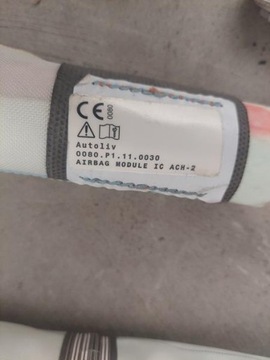 CE 0080
Autoliv
0080.P1.11.0030
AIRBAG MODULE IC ACH-2